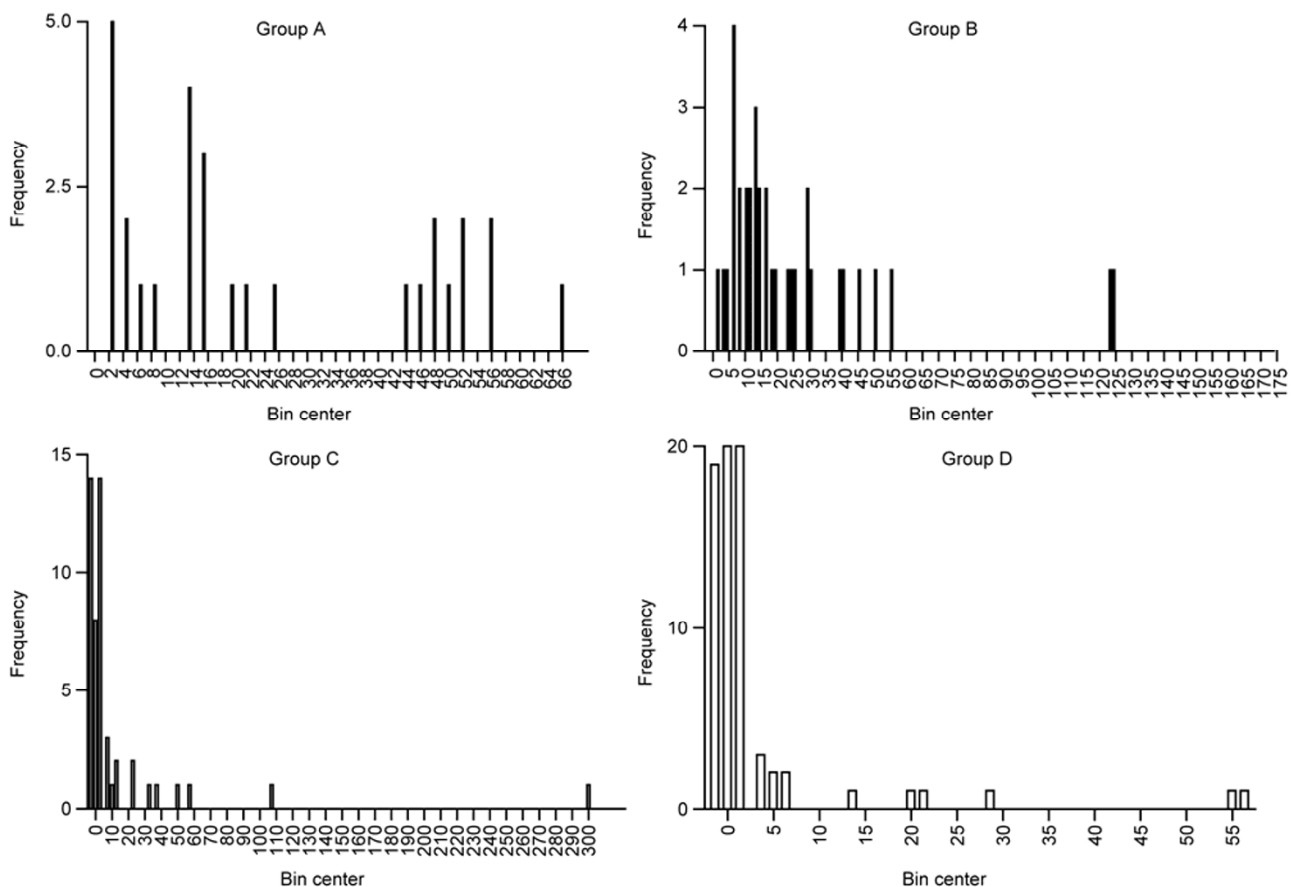 Group A
5.0
2.5
0.0
Frequency
0 2 4 6 8 10 12 14 16 18 20 22 24 26 28 30 32 34 36 38 40 42 44 46 48 50 52 54 56 58 60 62 64 66
Bin center
Group B
4
3
2
1
0
Frequency
0 5 10 15 20 25 30 35 40 45 50 55 60 65 70 75 80 85 90 95 100 105 110 115 120 125 130 135 140 145 150 155 160 165 170 175
Bin center
Group C
15
10
5
0
Frequency
0 10 20 30 40 50 60 70 80 90 100 110 120 130 140 150 160 170 180 190 200 210 220 230 240 250 260 270 280 290 300
Bin center
Group D
20
10
0
Frequency
0 5 10 15 20 25 30 35 40 45 50 55
Bin center